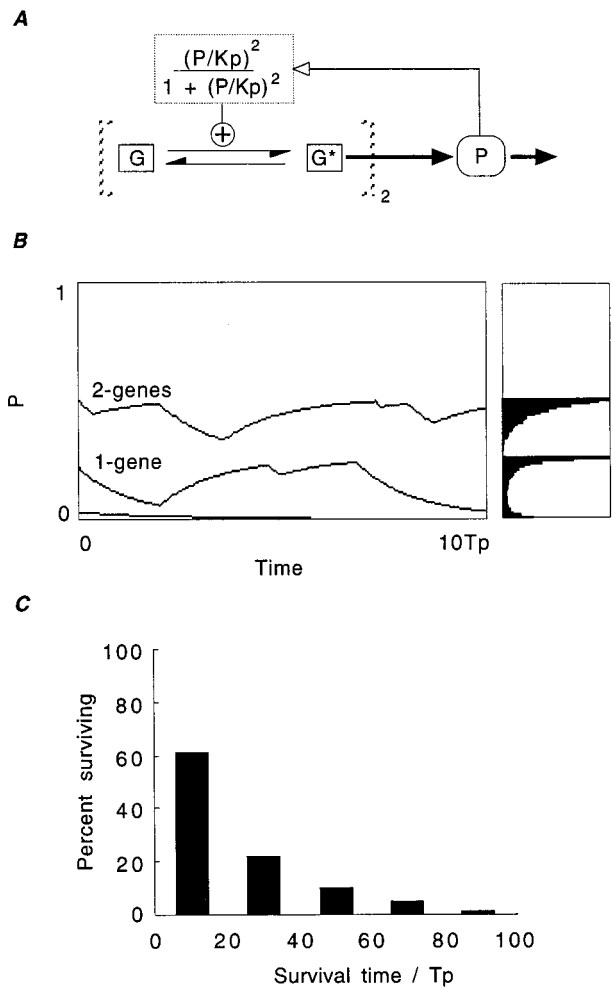 A
(P/Kp)2
1 + (P/Kp)2
+
G
G*
P
2
B
1
P
2-genes
1-gene
0
0
10Tp
Time
C
100
80
60
40
20
0
Percent surviving
0 20 40 60 80 100
Survival time / Tp